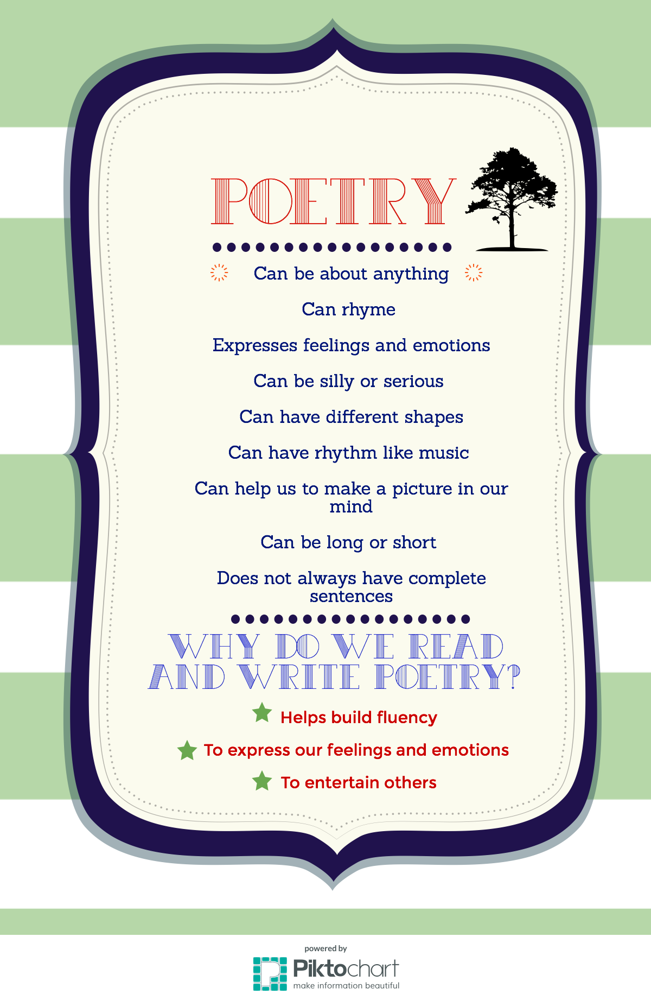 POETRY
Can be about anything
Can rhyme
Expresses feelings and emotions
Can be silly or serious
Can have different shapes
Can have rhythm like music
Can help us to make a picture in our
mind
Can be long or short
Does not always have complete
sentences
WHY DO WE READ
AND WRITE POETRY?
Helps build fluency
To express our feelings and emotions
To entertain others
powered by
Piktochart
make information beautiful